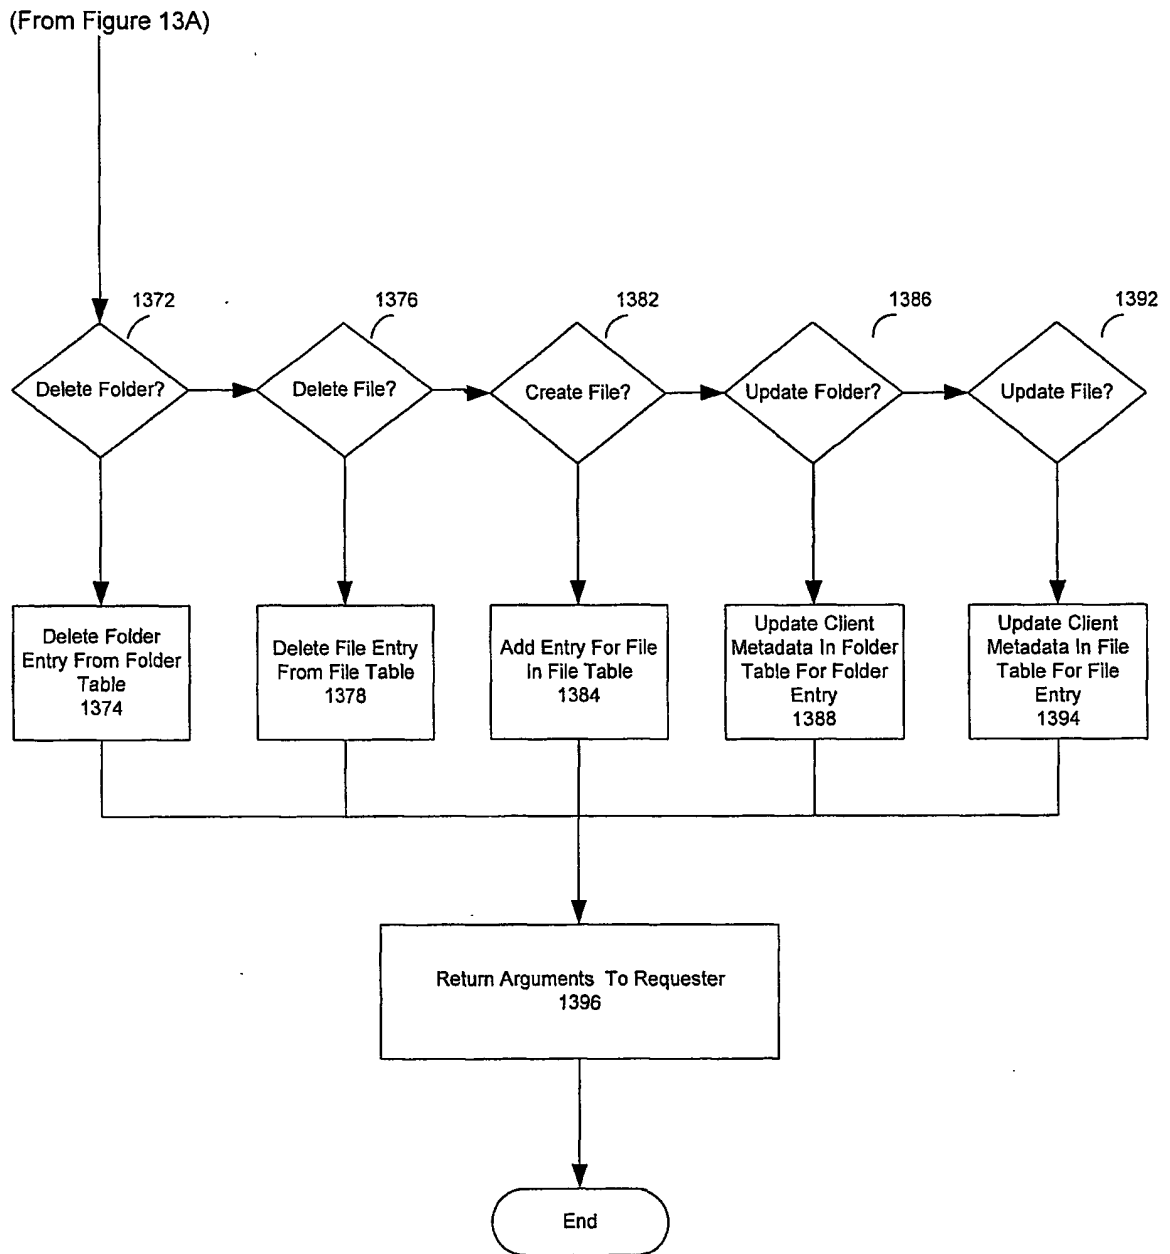 (From Figure 13A)
1372
1376
1382
1386
1392
Delete Folder?
Delete File?
Create File?
Update Folder?
Update File?
Delete Folder
Entry From Folder
Table
1374
Delete File Entry
From File Table
1378
Add Entry For File
In File Table
1384
Update Client
Metadata In Folder
Table For Folder
Entry
1388
Update Client
Metadata In File
Table For File
Entry
1394
Return Arguments To Requester
1396
End